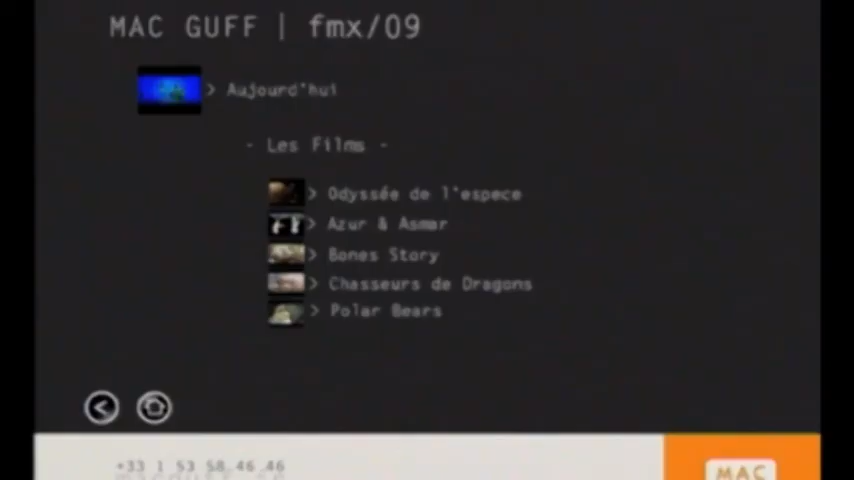 MAC GUFF | fmx/09
> Aujourd'hui
- Les Films -
> Odyssée de l'espece
> Azur & Asmar
> Bones Story
> Chasseurs de Dragons
> Polar Bears
+33 1 53 58 46 46
MAC